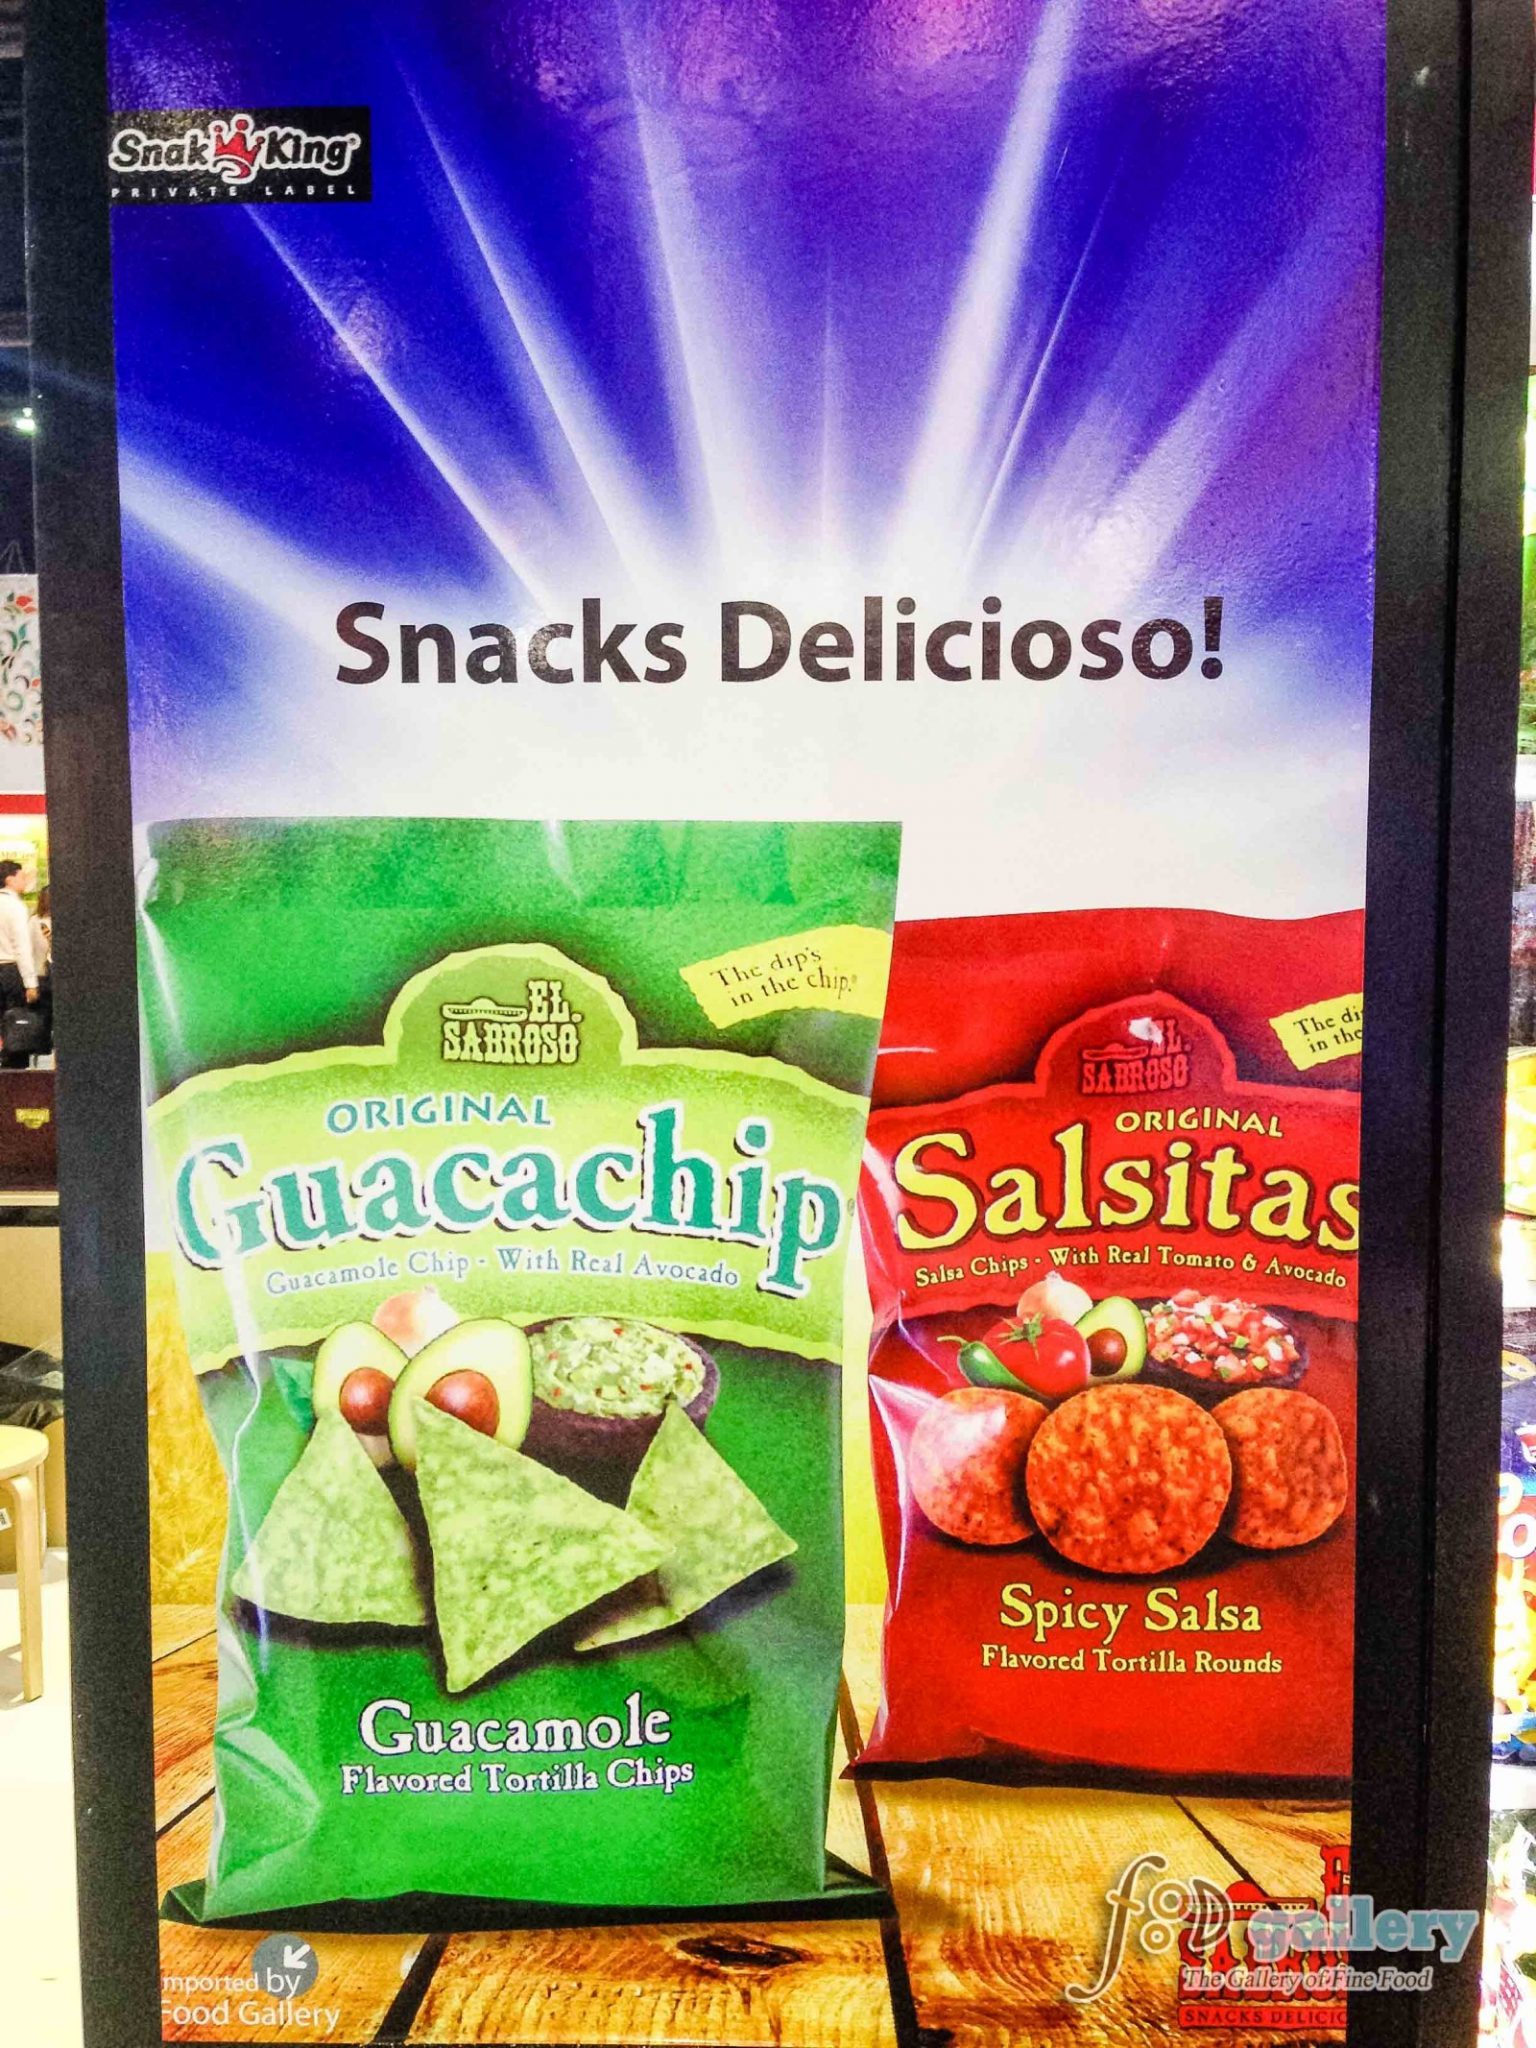 Snak King
PRIVATE LABEL
Snacks Delicioso!
The dip's
in the chip.®
EL
SABROSO
ORIGINAL
Guacachip®
Guacamole Chip - With Real Avocado
Guacamole
Flavored Tortilla Chips
The di
in the
EL
SABROSO
ORIGINAL
Salsitas
Salsa Chips - With Real Tomato & Avocado
Spicy Salsa
Flavored Tortilla Rounds
mported by
Food Gallery
food gallery
The Gallery of Fine Food
SNACKS DELICIO